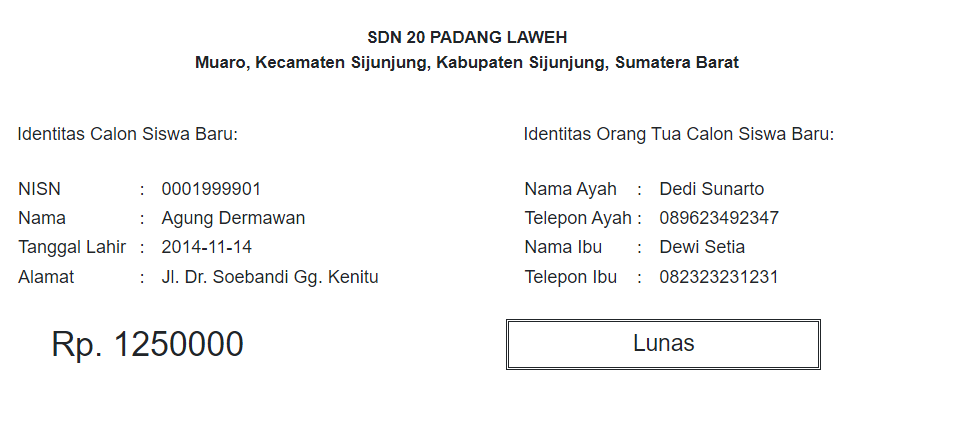 SDN 20 PADANG LAWEH
Muaro, Kecamaten Sijunjung, Kabupaten Sijunjung, Sumatera Barat
Identitas Calon Siswa Baru:
NISN : 0001999901
Nama : Agung Dermawan
Tanggal Lahir : 2014-11-14
Alamat : Jl. Dr. Soebandi Gg. Kenitu
Identitas Orang Tua Calon Siswa Baru:
Nama Ayah : Dedi Sunarto
Telepon Ayah : 089623492347
Nama Ibu : Dewi Setia
Telepon Ibu : 082323231231
Rp. 1250000
Lunas